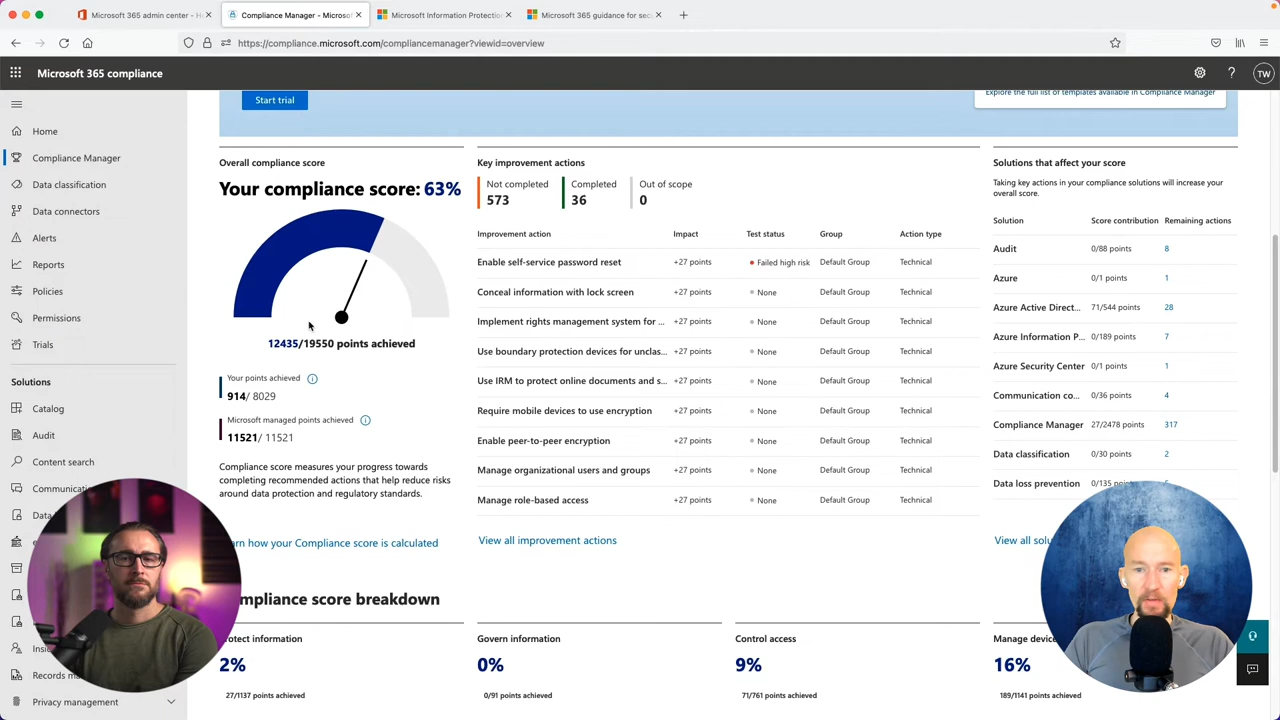 Microsoft 365 admin center - H
Compliance Manager - Microsof
Microsoft Information Protection
Microsoft 365 guidance for sec
https://compliance.microsoft.com/compliancemanager?viewid=overview
Microsoft 365 compliance
TW
Home
Compliance Manager
Data classification
Data connectors
Alerts
Reports
Policies
Permissions
Trials
Solutions
Catalog
Audit
Content search
Communicati
Data
Insi
Records m
Privacy management
Start trial
Explore the full list of templates available in Compliance Manager
Overall compliance score
Your compliance score: 63%
12435/19550 points achieved
Your points achieved
914/ 8029
Microsoft managed points achieved
11521/ 11521
Compliance score measures your progress towards
completing recommended actions that help reduce risks
around data protection and regulatory standards.
arn how your Compliance score is calculated
Key improvement actions
Not completed Completed Out of scope
573 36 0
Improvement action Impact Test status Group Action type
Enable self-service password reset +27 points Failed high risk Default Group Technical
Conceal information with lock screen +27 points None Default Group Technical
Implement rights management system for ... +27 points None Default Group Technical
Use boundary protection devices for unclas... +27 points None Default Group Technical
Use IRM to protect online documents and s... +27 points None Default Group Technical
Require mobile devices to use encryption +27 points None Default Group Technical
Enable peer-to-peer encryption +27 points None Default Group Technical
Manage organizational users and groups +27 points None Default Group Technical
Manage role-based access +27 points None Default Group Technical
View all improvement actions
Solutions that affect your score
Taking key actions in your compliance solutions will increase your
overall score.
Solution Score contribution Remaining actions
Audit 0/88 points 8
Azure 0/1 points 1
Azure Active Direct... 71/544 points 28
Azure Information P... 0/189 points 7
Azure Security Center 0/1 points 1
Communication co... 0/36 points 4
Compliance Manager 27/2478 points 317
Data classification 0/30 points 2
Data loss prevention 0/135 poin
View all solu
mpliance score breakdown
otect information
2%
27/1137 points achieved
Govern information
0%
0/91 points achieved
Control access
9%
71/761 points achieved
Manage device
16%
189/1141 points achieved